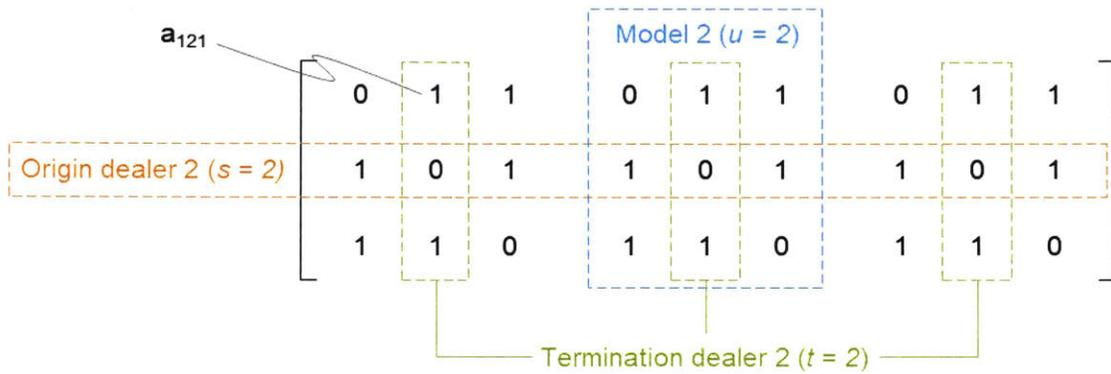 a121
Model 2 (u = 2)
0 1 1 0 1 1 0 1 1
Origin dealer 2 (s = 2) 1 0 1 1 0 1 1 0 1
1 1 0 1 1 0 1 1 0
Termination dealer 2 (t = 2)